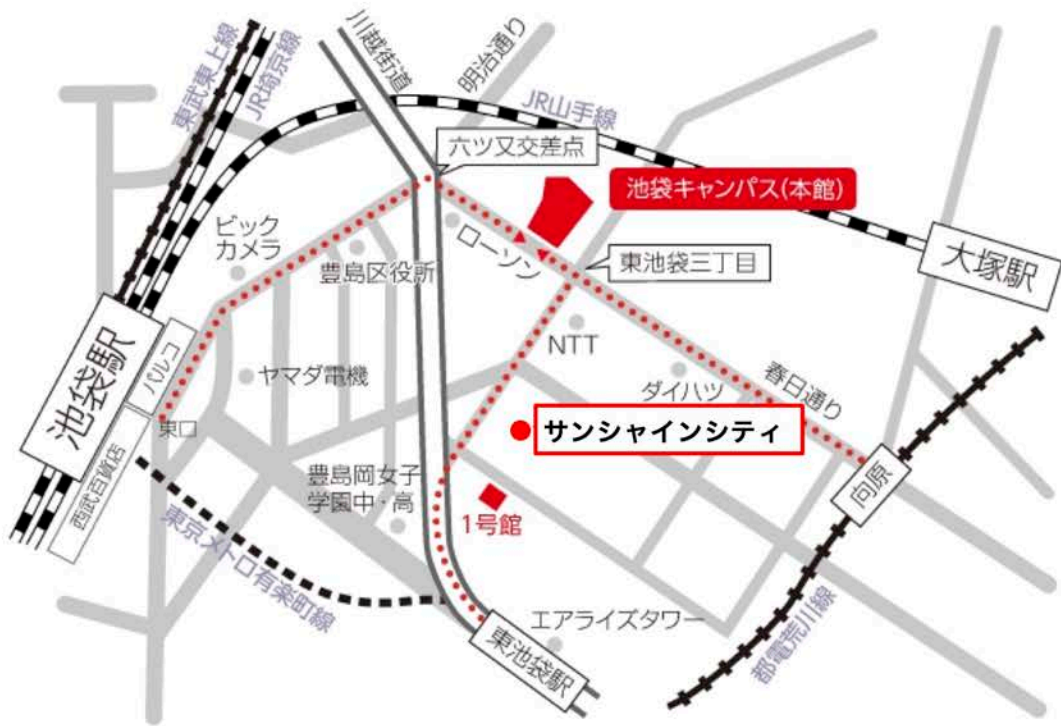 川越街道
明治通り
東武東上線
JR埼京線
JR山手線
六ツ又交差点
池袋キャンパス(本館)
ビック
カメラ
ローソン
豊島区役所
東池袋三丁目
大塚駅
NTT
池袋駅
パルコ
ヤマダ電機
ダイハツ
春日通り
東口
サンシャインシティ
西武百貨店
豊島岡女子
学園中・高
向原
1号館
東京メトロ有楽町線
エアライズタワー
東池袋駅
都電荒川線